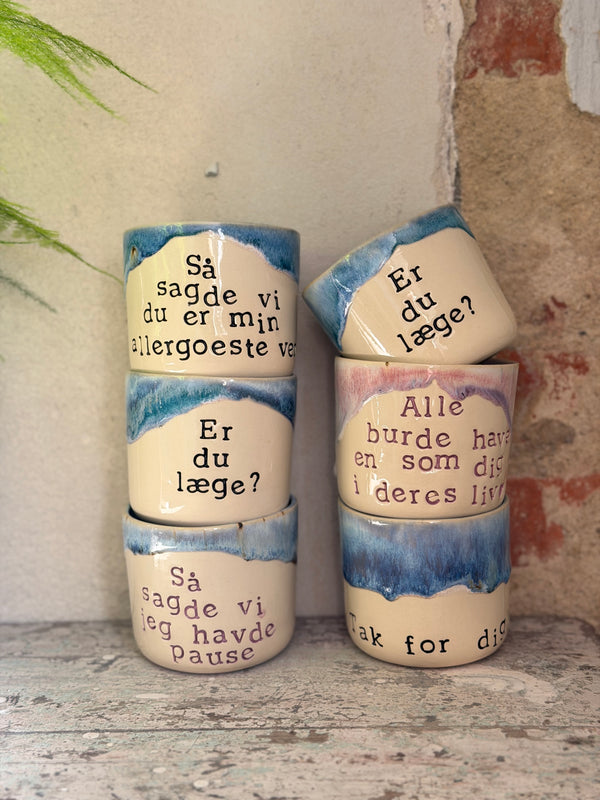 Så
sagde vi
du er min
allergoeste
Er
du
læge?
Så
sagde vi
jeg havde
pause
Er
du
læge?
Alle
burde have
en som dig
i deres liv
Tak for dig